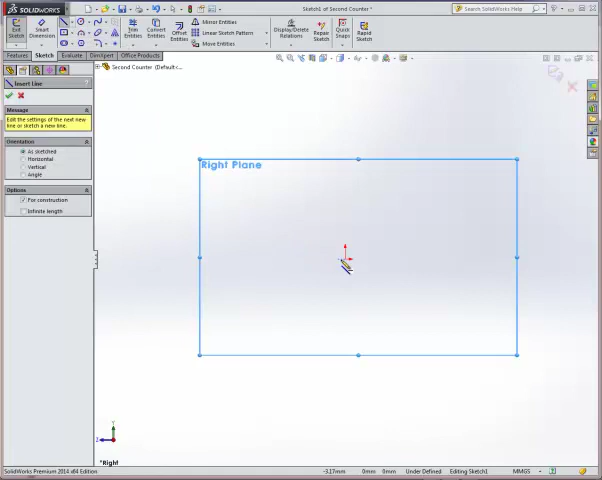 SOLIDWORKS
Sketch1 of Second Counter *
Search SolidWorks Help
Exit Sketch
Smart Dimension
Trim Entities
Convert Entities
Offset Entities
Mirror Entities
Linear Sketch Pattern
Move Entities
Display/Delete Relations
Repair Sketch
Quick Snaps
Rapid Sketch
Features
Sketch
Evaluate
DimXpert
Office Products
Second Counter (Default<...
Insert Line
Message
Edit the settings of the next new line or sketch a new line.
Orientation
As sketched
Horizontal
Vertical
Angle
Options
For construction
Infinite length
Right Plane
Y
Z
*Right
SolidWorks Premium 2014 x64 Edition
-3.17mm
0mm
0mm
Under Defined
Editing Sketch1
MMGS